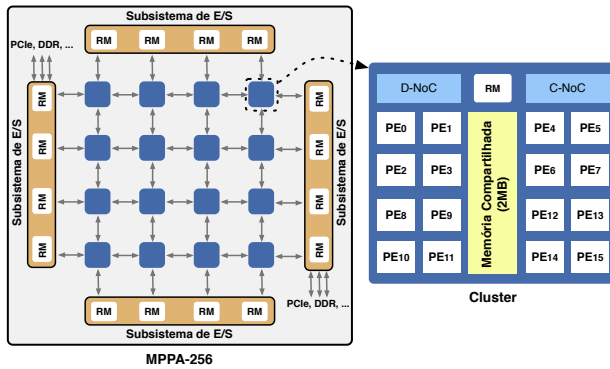 Subsistema de E/S
RM RM RM RM
PCIe, DDR, ...
Subsistema de E/S
RM
RM
RM
RM
RM
RM
RM
RM
Subsistema de E/S
PCIe, DDR, ...
RM RM RM RM
Subsistema de E/S
MPPA-256
D-NoC RM C-NoC
PE0 PE1 PE4 PE5
PE2 PE3 PE6 PE7
PE8 PE9 PE12 PE13
PE10 PE11 PE14 PE15
Memória Compartilhada
(2MB)
Cluster